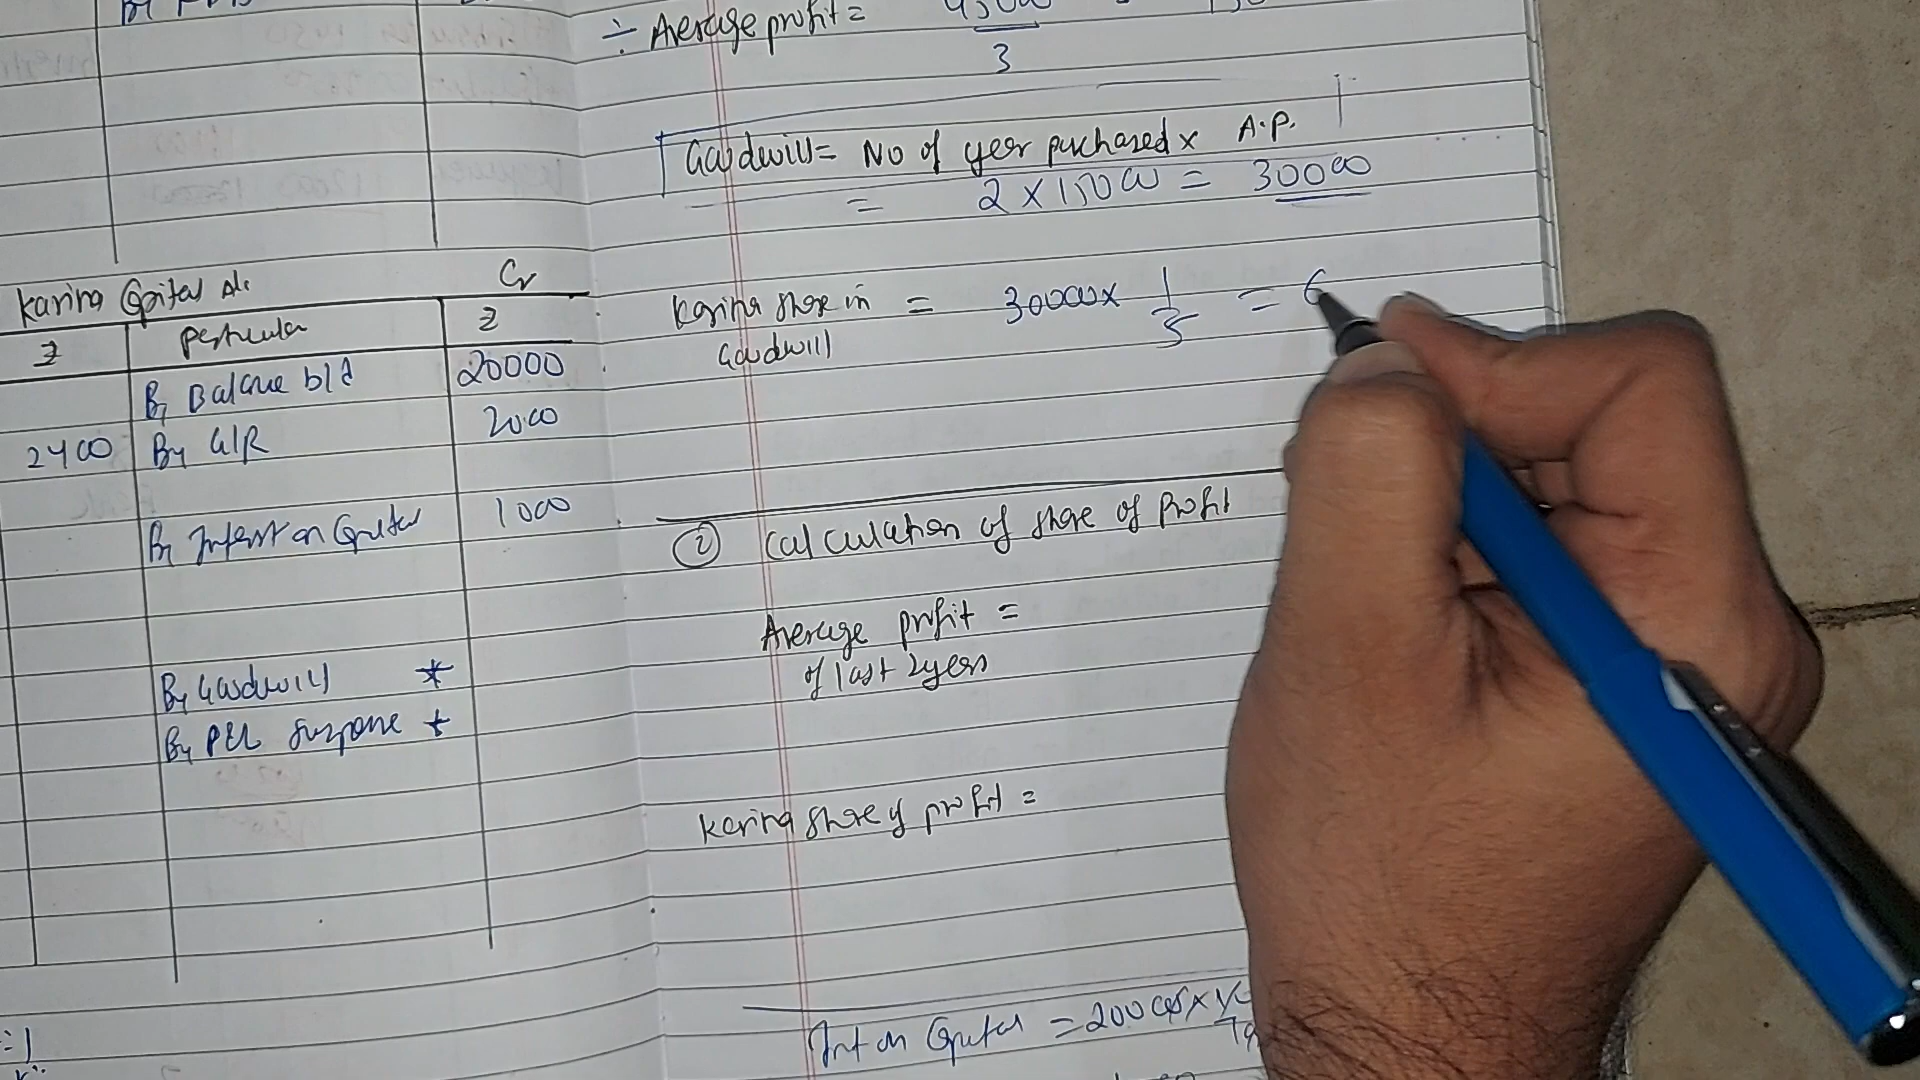 ÷ Average profit =
3
Goodwill = No of year puchased x A.P.
= 2 x 15000 = 30000
Karina Capital A/c
Cr
₹ Perticular ₹
By Balance b/d 20000
2400 By G/R 2000
By Interest on Capital 1000
By Goodwill *
By P&L Suspense *
Karina share in = 30000 x 1/5 = 6
Goodwill
② Calculation of share of Profit
Average profit =
of last 2 years
Karina share of profit =
Int on Capital = 20000 x